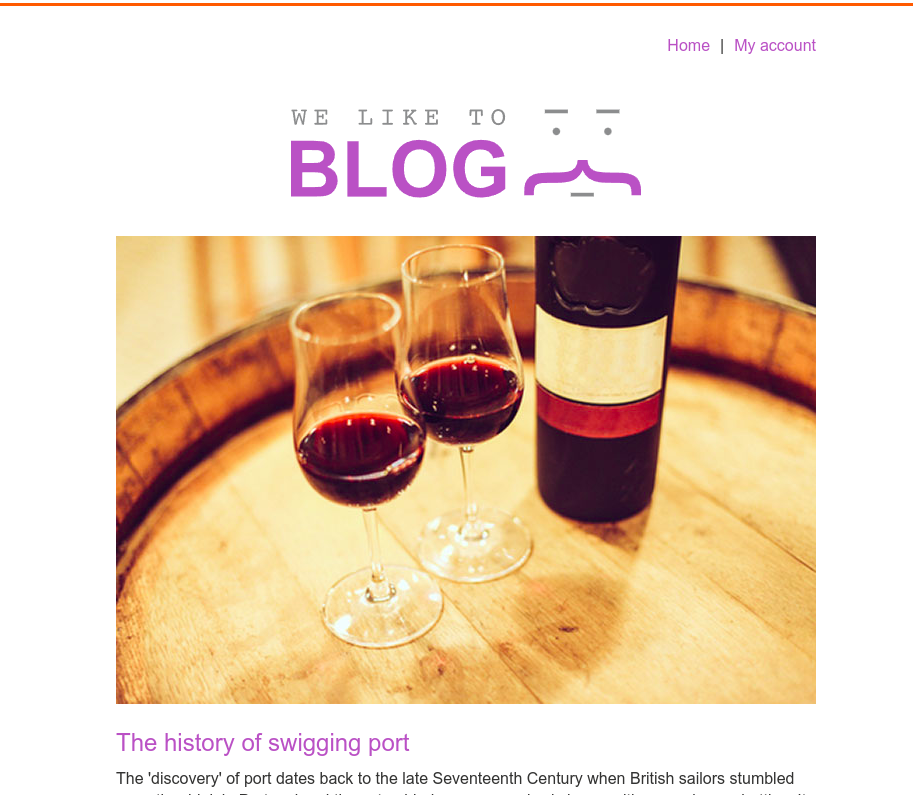 Home | My account
WE LIKE TO
BLOG
The history of swigging port
The 'discovery' of port dates back to the late Seventeenth Century when British sailors stumbled